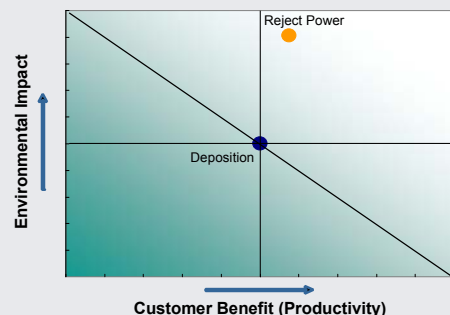 Reject Power
Deposition
Environmental Impact
Customer Benefit (Productivity)